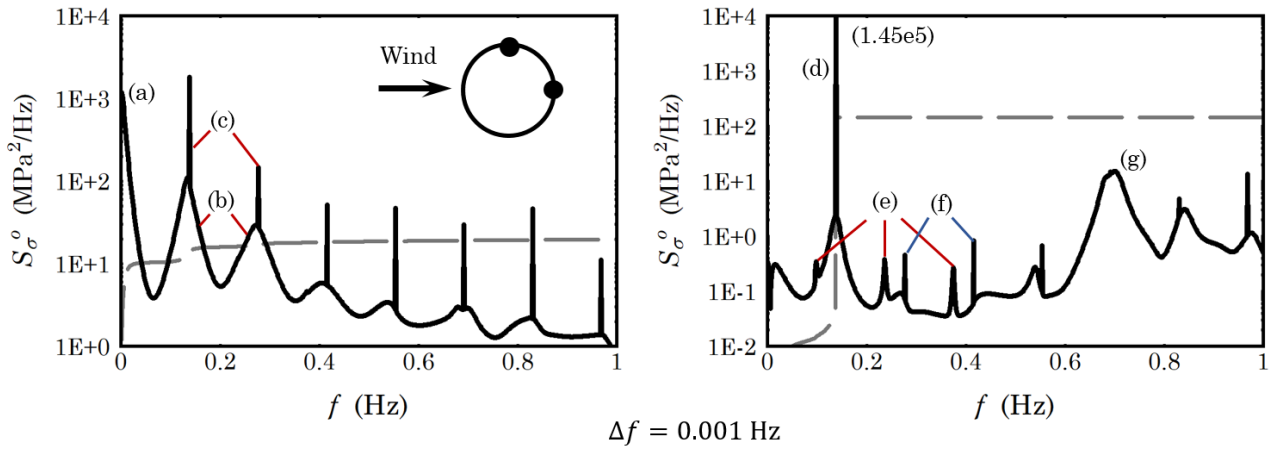 1E+4
1E+3
1E+2
1E+1
1E+0
S_σ^o (MPa²/Hz)
(a)
(b)
(c)
Wind
0 0.2 0.4 0.6 0.8 1
f (Hz)
1E+4
1E+3
1E+2
1E+1
1E+0
1E-1
1E-2
S_σ^o (MPa²/Hz)
(1.45e5)
(d)
(e)
(f)
(g)
0 0.2 0.4 0.6 0.8 1
f (Hz)
Δf = 0.001 Hz